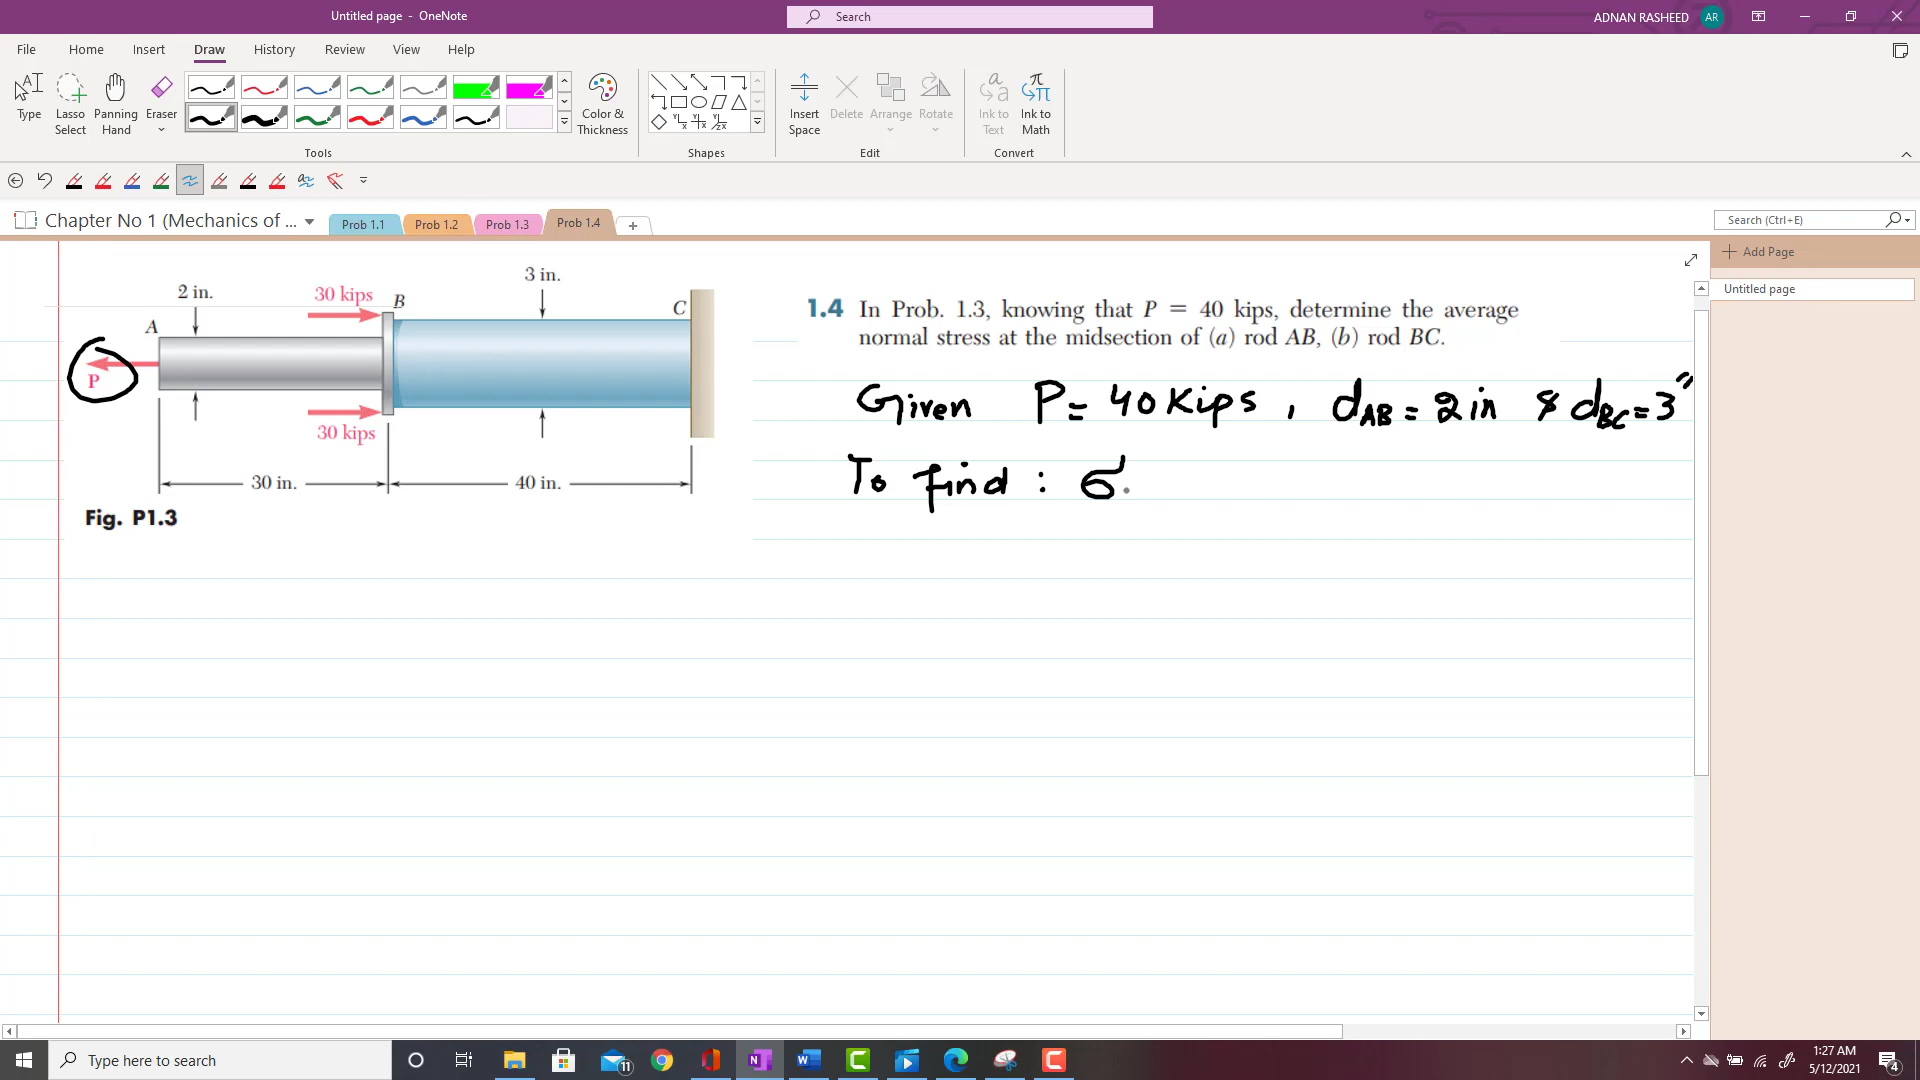 Untitled page - OneNote
Search
ADNAN RASHEED
AR
File Home Insert Draw History Review View Help
Type
Lasso Select
Panning Hand
Eraser
Color & Thickness
Insert Space
Delete
Arrange
Rotate
Ink to Text
Ink to Math
Tools
Shapes
Edit
Convert
Chapter No 1 (Mechanics of ...
Prob 1.1
Prob 1.2
Prob 1.3
Prob 1.4
Search (Ctrl+E)
Add Page
Untitled page
3 in.
2 in.
30 kips
B
C
A
P
30 kips
30 in.
40 in.
Fig. P1.3
1.4 In Prob. 1.3, knowing that P = 40 kips, determine the average
normal stress at the midsection of (a) rod AB, (b) rod BC.
Given P = 40 Kips , dAB = 2 in & dBC = 3"
To find : σ
Type here to search
11
1:27 AM
5/12/2021
4